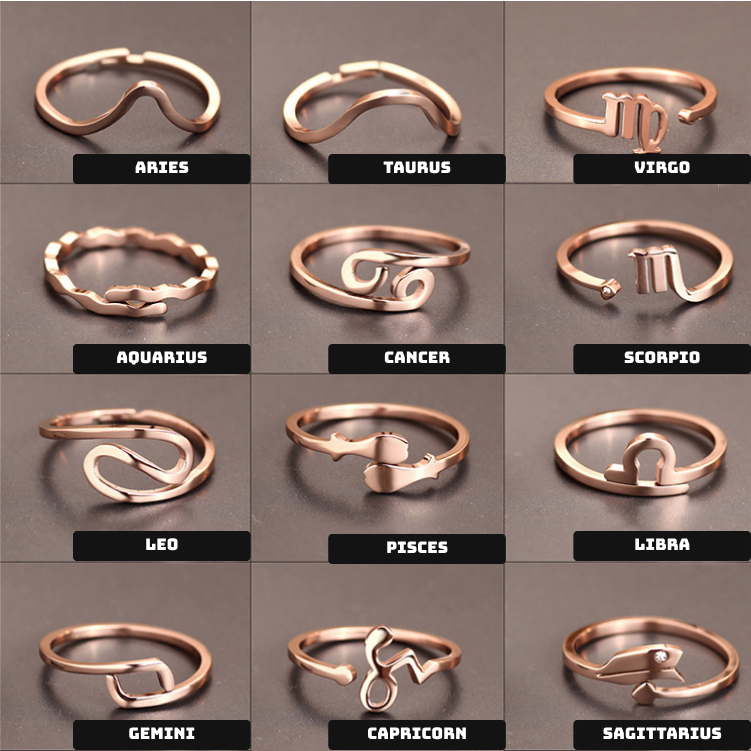 ARIES
TAURUS
VIRGO
AQUARIUS
CANCER
SCORPIO
LEO
PISCES
LIBRA
GEMINI
CAPRICORN
SAGITTARIUS